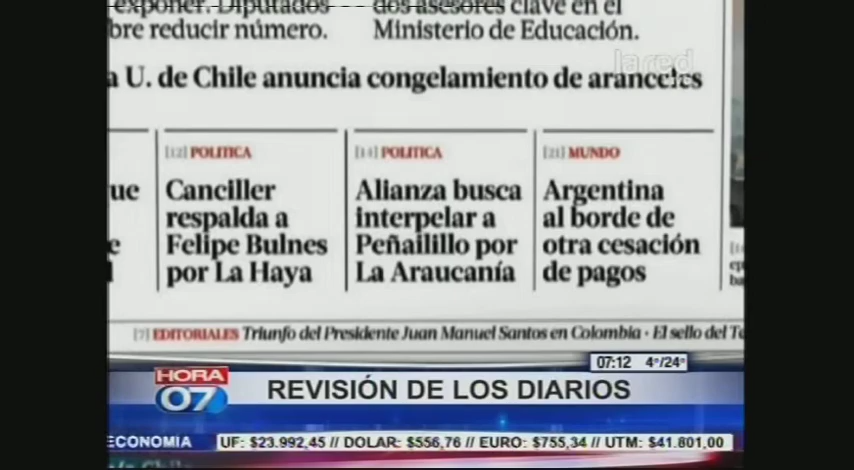 exponer. Diputados
bre reducir número.
dos asesores clave en el
Ministerio de Educación.
la red
a U. de Chile anuncia congelamiento de aranceles
[12] POLITICA
Canciller
respalda a
Felipe Bulnes
por La Haya
[14] POLITICA
Alianza busca
interpelar a
Peñailillo por
La Araucanía
[21] MUNDO
Argentina
al borde de
otra cesación
de pagos
ue
e
[7] EDITORIALES Triunfo del Presidente Juan Manuel Santos en Colombia · El sello del Te
07:12 4°/24°
HORA
07
REVISIÓN DE LOS DIARIOS
ECONOMIA UF: $23.992,45 // DOLAR: $556,76 // EURO: $755,34 // UTM: $41.801,00